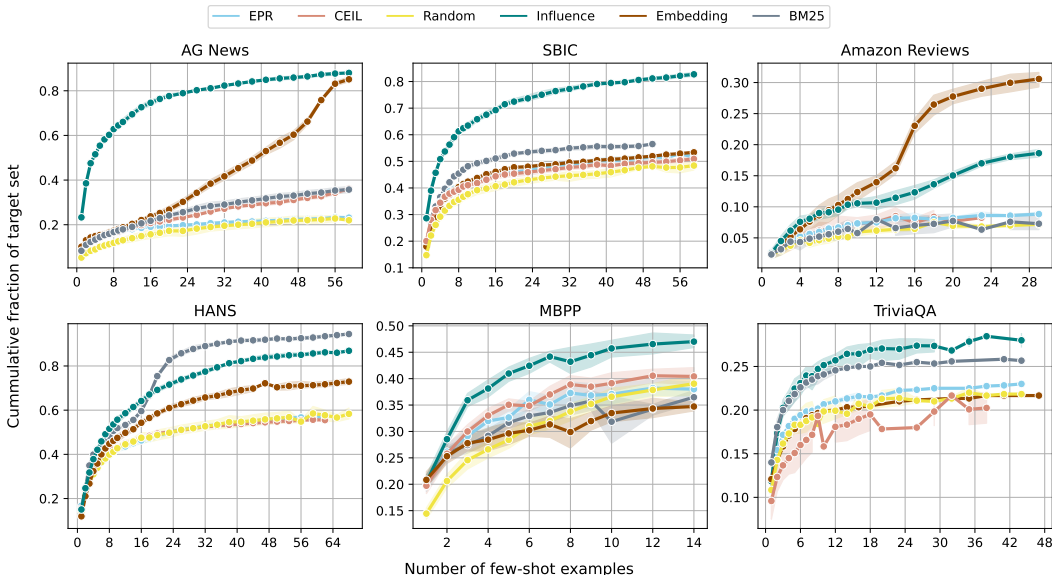 EPR CEIL Random Influence Embedding BM25
AG News SBIC Amazon Reviews
Cummulative fraction of target set
0.8 0.6 0.4 0.2
0 8 16 24 32 40 48 56
0.8 0.7 0.6 0.5 0.4 0.3 0.2 0.1
0 8 16 24 32 40 48 56
0.30 0.25 0.20 0.15 0.10 0.05
0 4 8 12 16 20 24 28
HANS MBPP TriviaQA
0.8 0.6 0.4 0.2
0 8 16 24 32 40 48 56 64
0.50 0.45 0.40 0.35 0.30 0.25 0.20 0.15
2 4 6 8 10 12 14
0.25 0.20 0.15 0.10
0 6 12 18 24 30 36 42 48
Number of few-shot examples